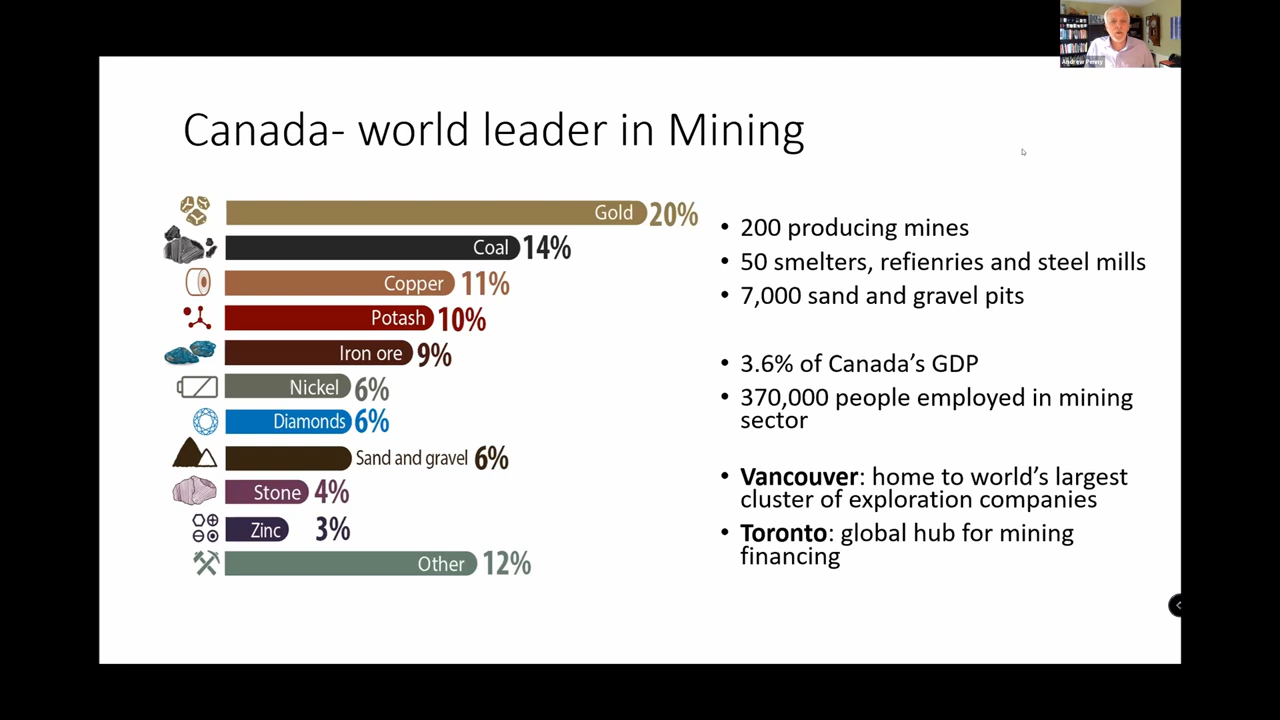 Andrew Penny
Canada- world leader in Mining
Gold 20%
Coal 14%
Copper 11%
Potash 10%
Iron ore 9%
Nickel 6%
Diamonds 6%
Sand and gravel 6%
Stone 4%
Zinc 3%
Other 12%
• 200 producing mines
• 50 smelters, refienries and steel mills
• 7,000 sand and gravel pits
• 3.6% of Canada’s GDP
• 370,000 people employed in mining
sector
• Vancouver: home to world’s largest
cluster of exploration companies
• Toronto: global hub for mining
financing